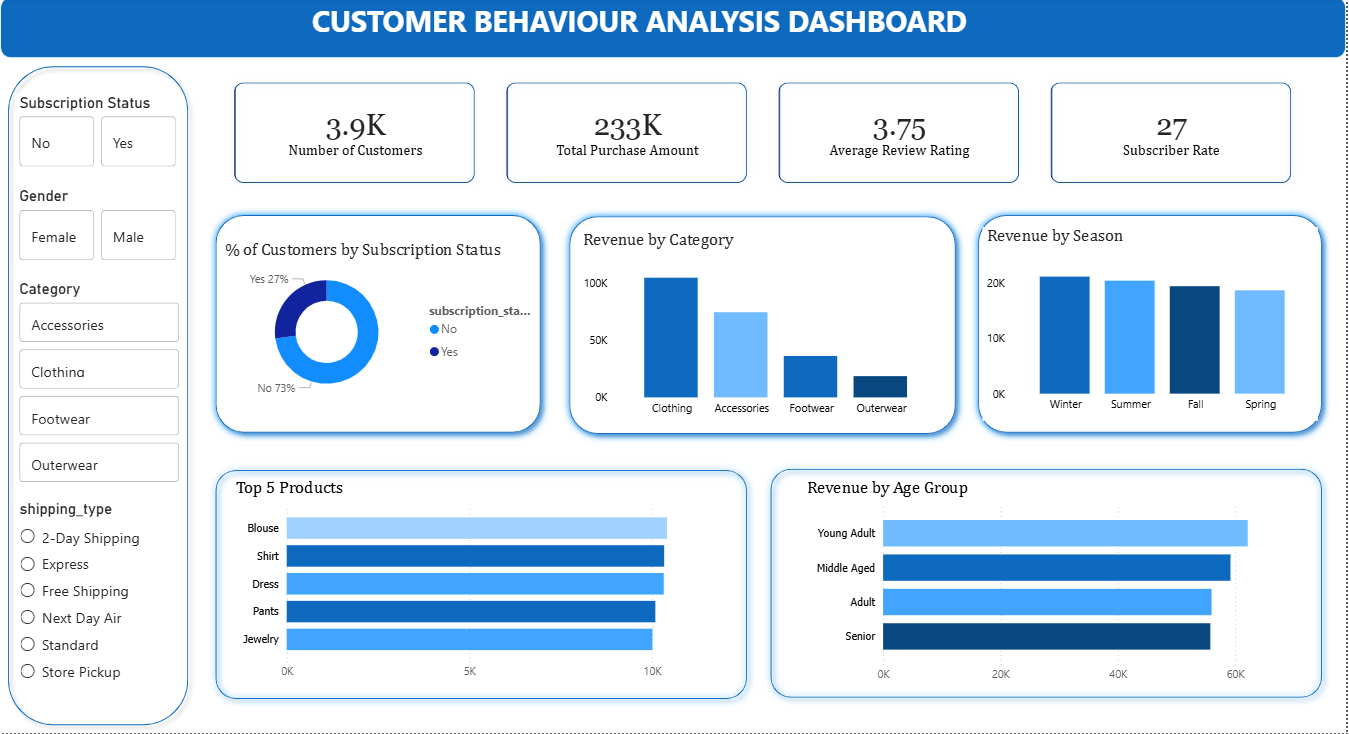 CUSTOMER BEHAVIOUR ANALYSIS DASHBOARD
Subscription Status
No
Yes
Gender
Female
Male
Category
Accessories
Clothing
Footwear
Outerwear
shipping_type
2-Day Shipping
Express
Free Shipping
Next Day Air
Standard
Store Pickup
3.9K
Number of Customers
233K
Total Purchase Amount
3.75
Average Review Rating
27
Subscriber Rate
% of Customers by Subscription Status
Yes 27%
No 73%
subscription_sta...
No
Yes
Revenue by Category
100K
50K
0K
Clothing Accessories Footwear Outerwear
Revenue by Season
20K
10K
0K
Winter Summer Fall Spring
Top 5 Products
Blouse
Shirt
Dress
Pants
Jewelry
0K 5K 10K
Revenue by Age Group
Young Adult
Middle Aged
Adult
Senior
0K 20K 40K 60K